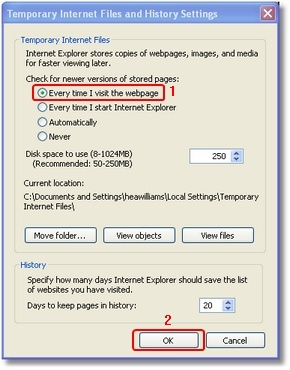 Temporary Internet Files and History Settings
Temporary Internet Files
Internet Explorer stores copies of webpages, images, and media
for faster viewing later.
Check for newer versions of stored pages:
Every time I visit the webpage
1
Every time I start Internet Explorer
Automatically
Never
Disk space to use (8-1024MB)
(Recommended: 50-250MB)
250
Current location:
C:\Documents and Settings\heawilliams\Local Settings\Temporary
Internet Files\
Move folder...
View objects
View files
History
Specify how many days Internet Explorer should save the list
of websites you have visited.
Days to keep pages in history:
20
2
OK
Cancel